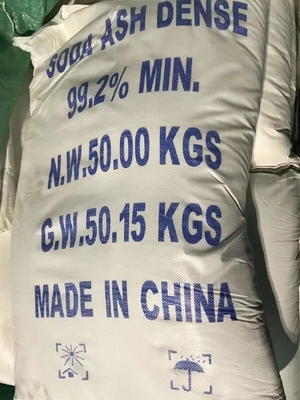 SODA ASH DENSE
99.2% MIN.
N.W.50.00 KGS
G.W.50.15 KGS
MADE IN CHINA